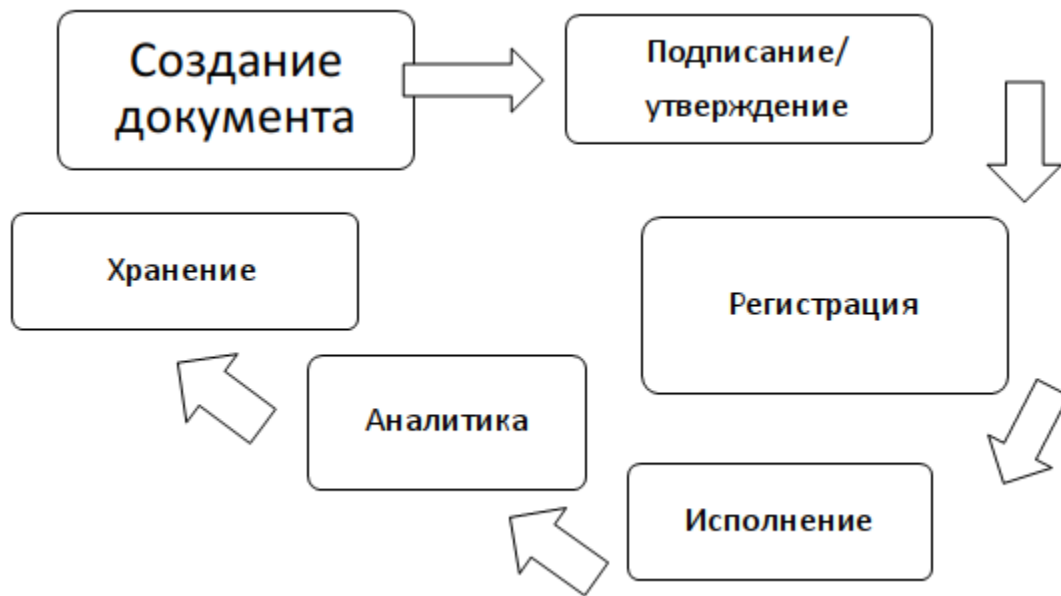 Создание
документа
Подписание/
утверждение
Регистрация
Исполнение
Аналитика
Хранение